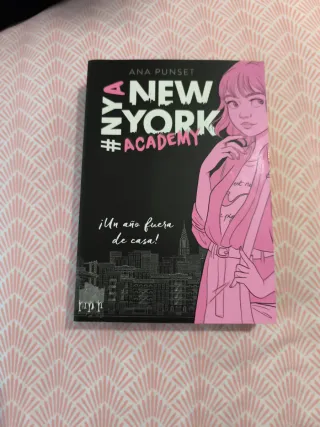 ANA PUNSET
#NYA
NEW
YORK
ACADEMY
¡Un año fuera
de casa!